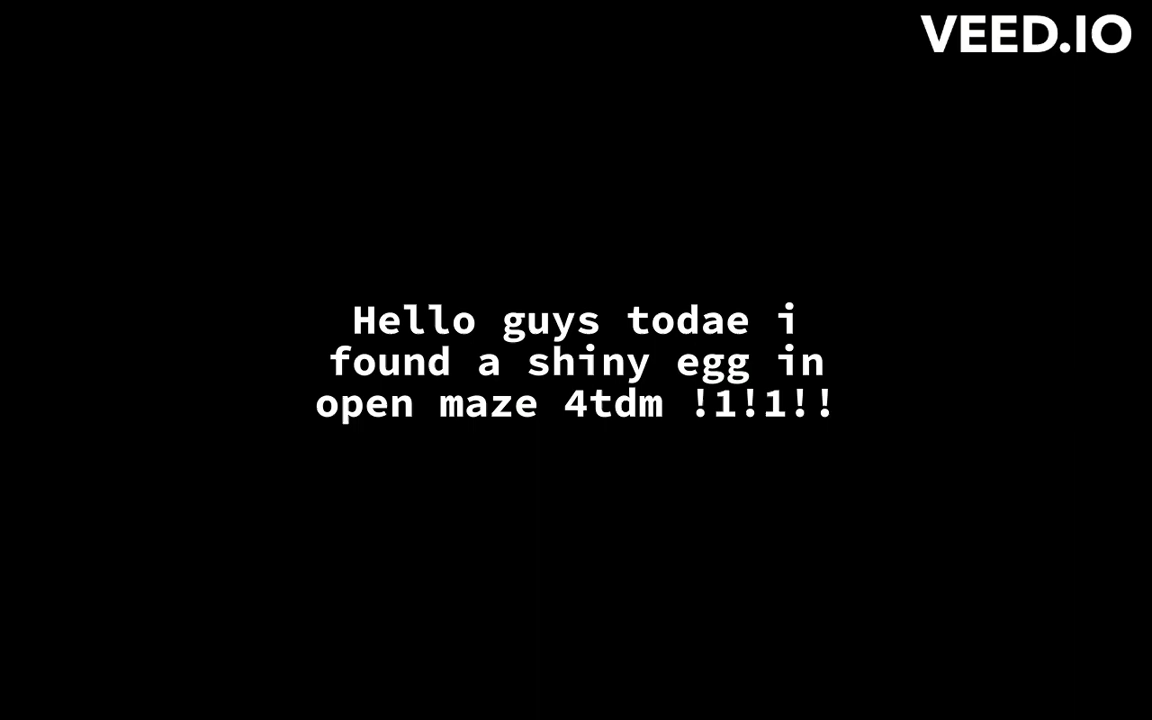 VEED.IO
Hello guys todae i
found a shiny egg in
open maze 4tdm !1!1!!